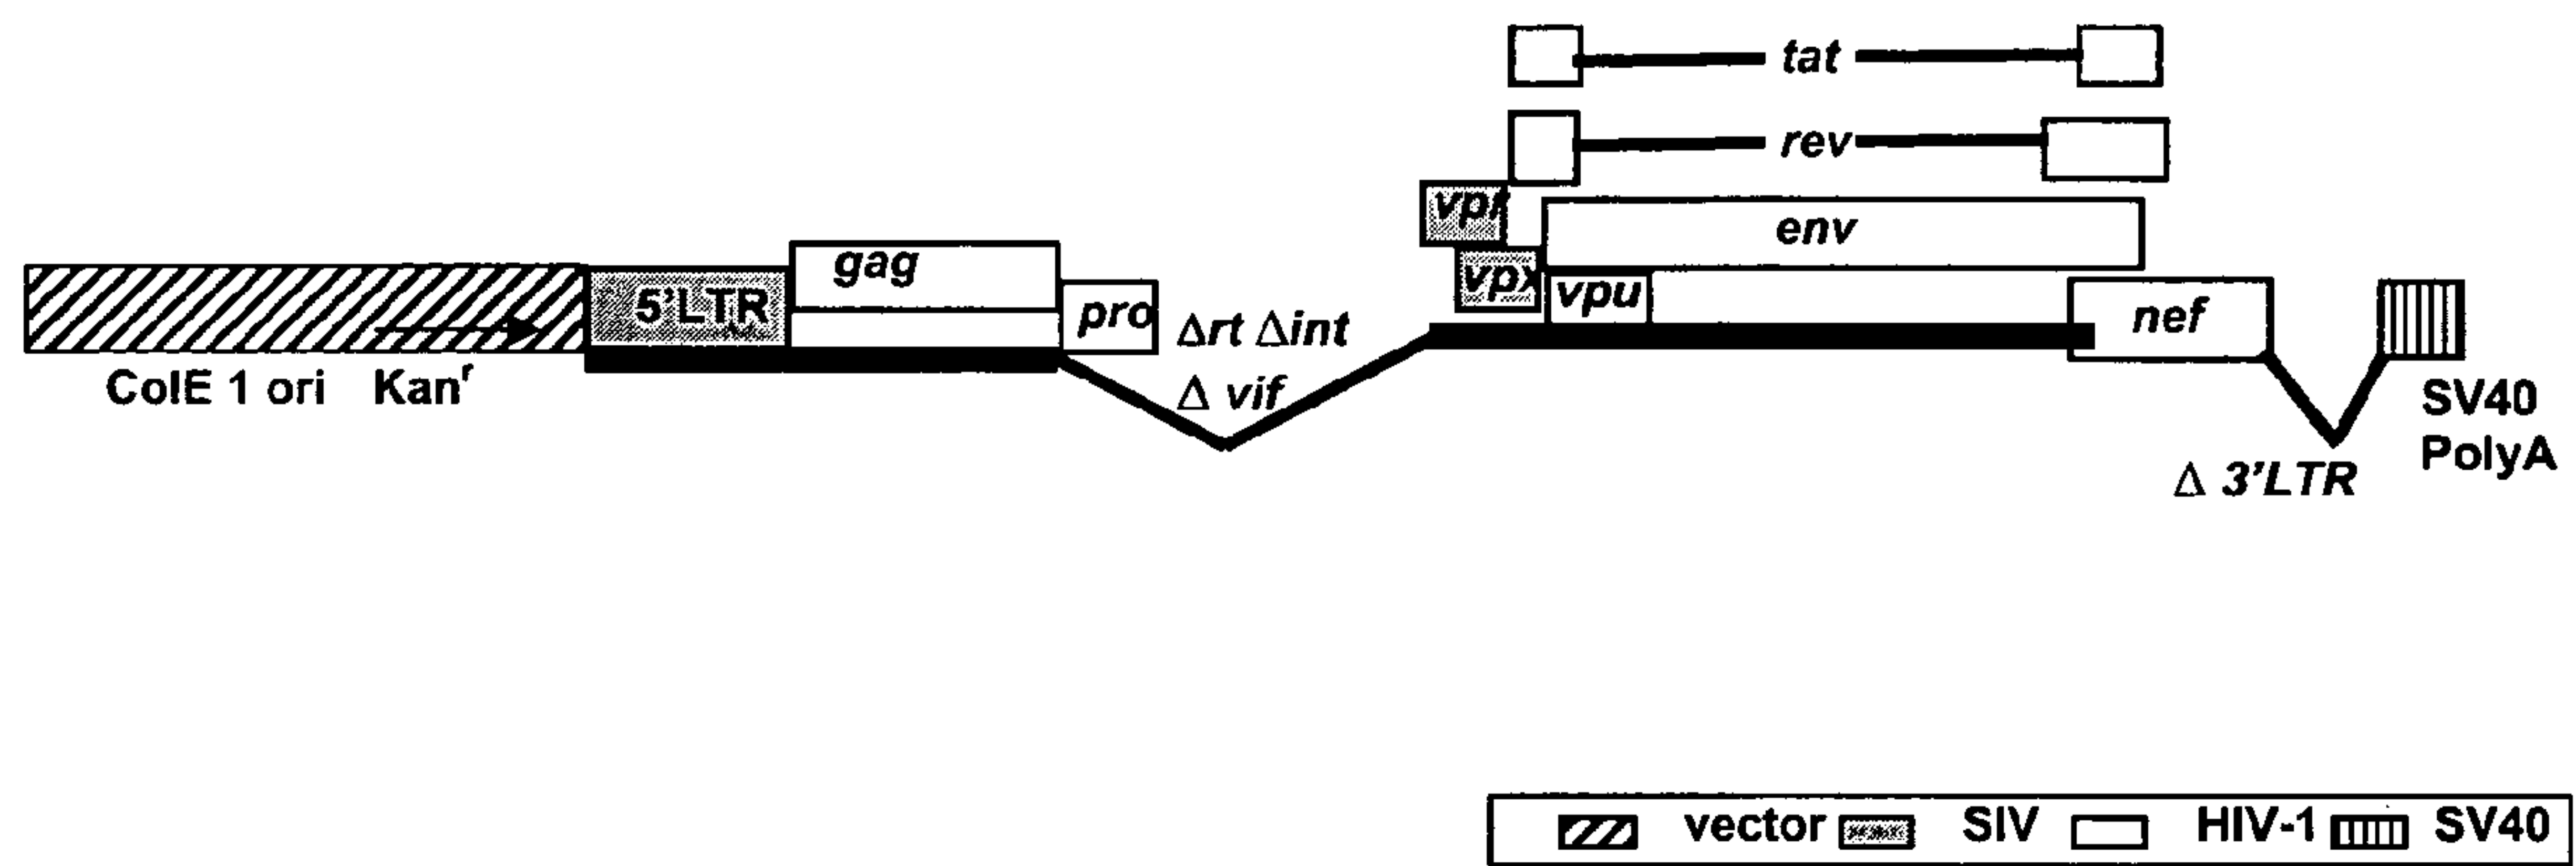 tat
rev
vpr
env
gag
vpx
vpu
5'LTR
pro
Δrt Δint
nef
ColE 1 ori Kanʳ
Δ vif
SV40
PolyA
Δ 3'LTR
vector SIV HIV-1 SV40